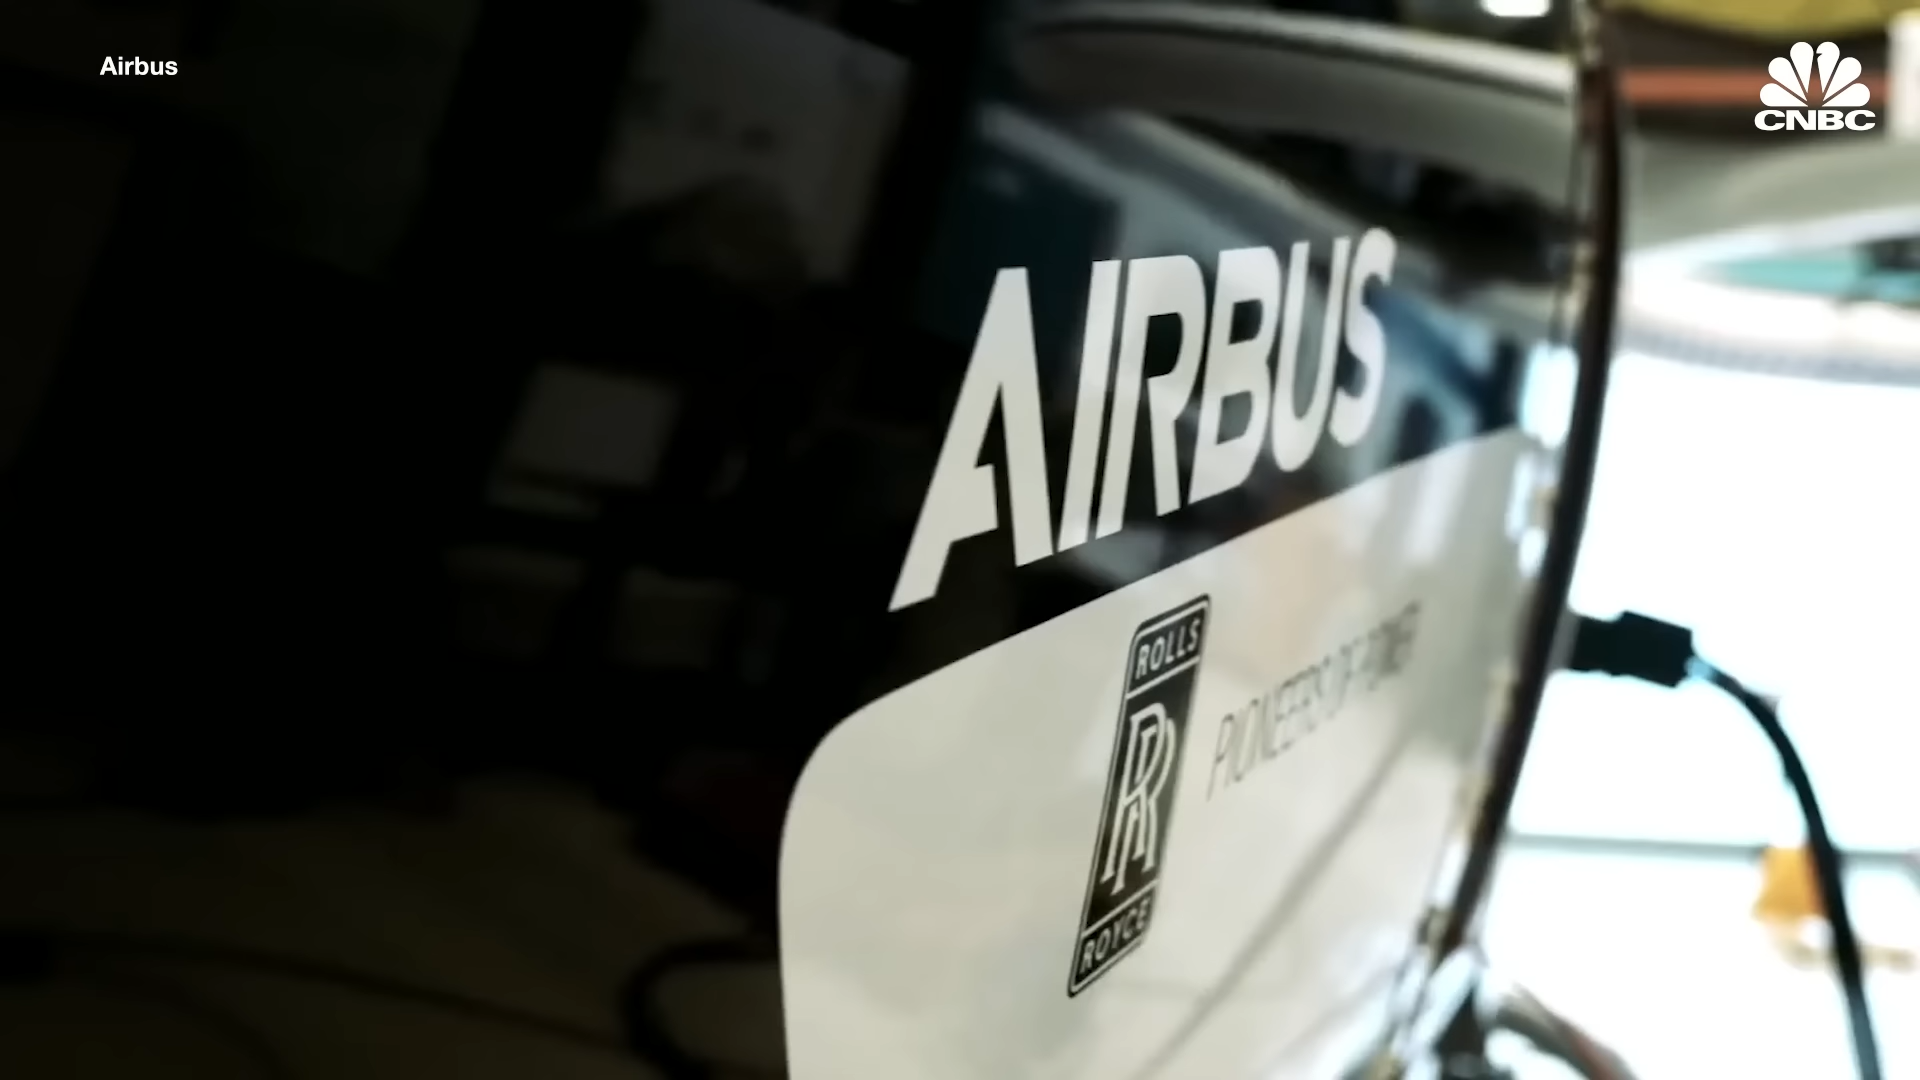 Airbus
CNBC
AIRBUS
ROLLS
RR
ROYCE
PIONEERS OF POWER